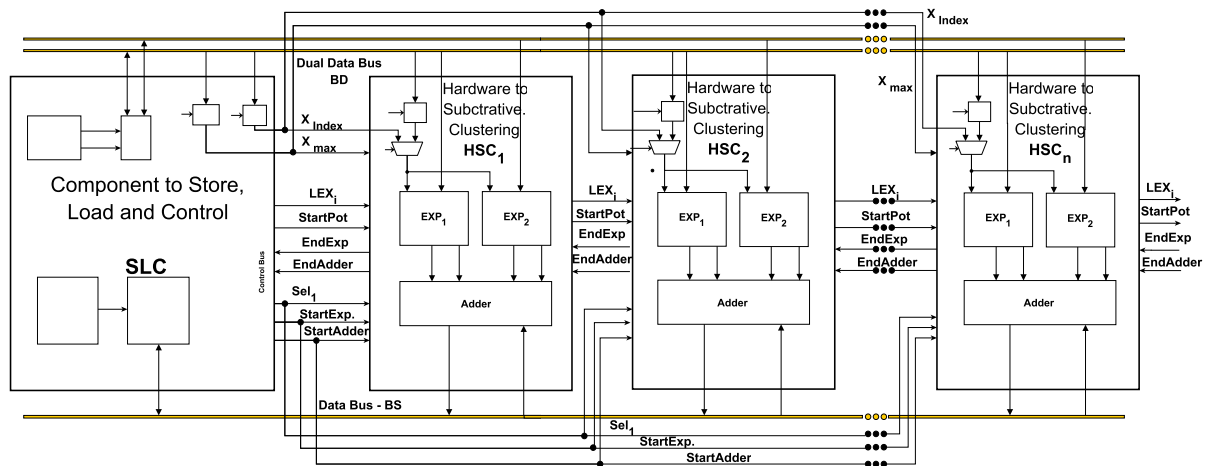 X Index
Dual Data Bus
BD
X max
X Index
X max
Component to Store,
Load and Control
SLC
Control Bus
LEXi
StartPot
EndExp
EndAdder
Sel1
StartExp.
StartAdder
Hardware to
Subctrative.
Clustering
HSC1
EXP1
EXP2
Adder
LEXi
StartPot
EndExp
EndAdder
Hardware to
Subctrative.
Clustering
HSC2
EXP1
EXP2
Adder
LEXi
StartPot
EndExp
EndAdder
Hardware to
Subctrative.
Clustering
HSCn
EXP1
EXP2
Adder
LEXi
StartPot
EndExp
EndAdder
Data Bus - BS
Sel1
StartExp.
StartAdder